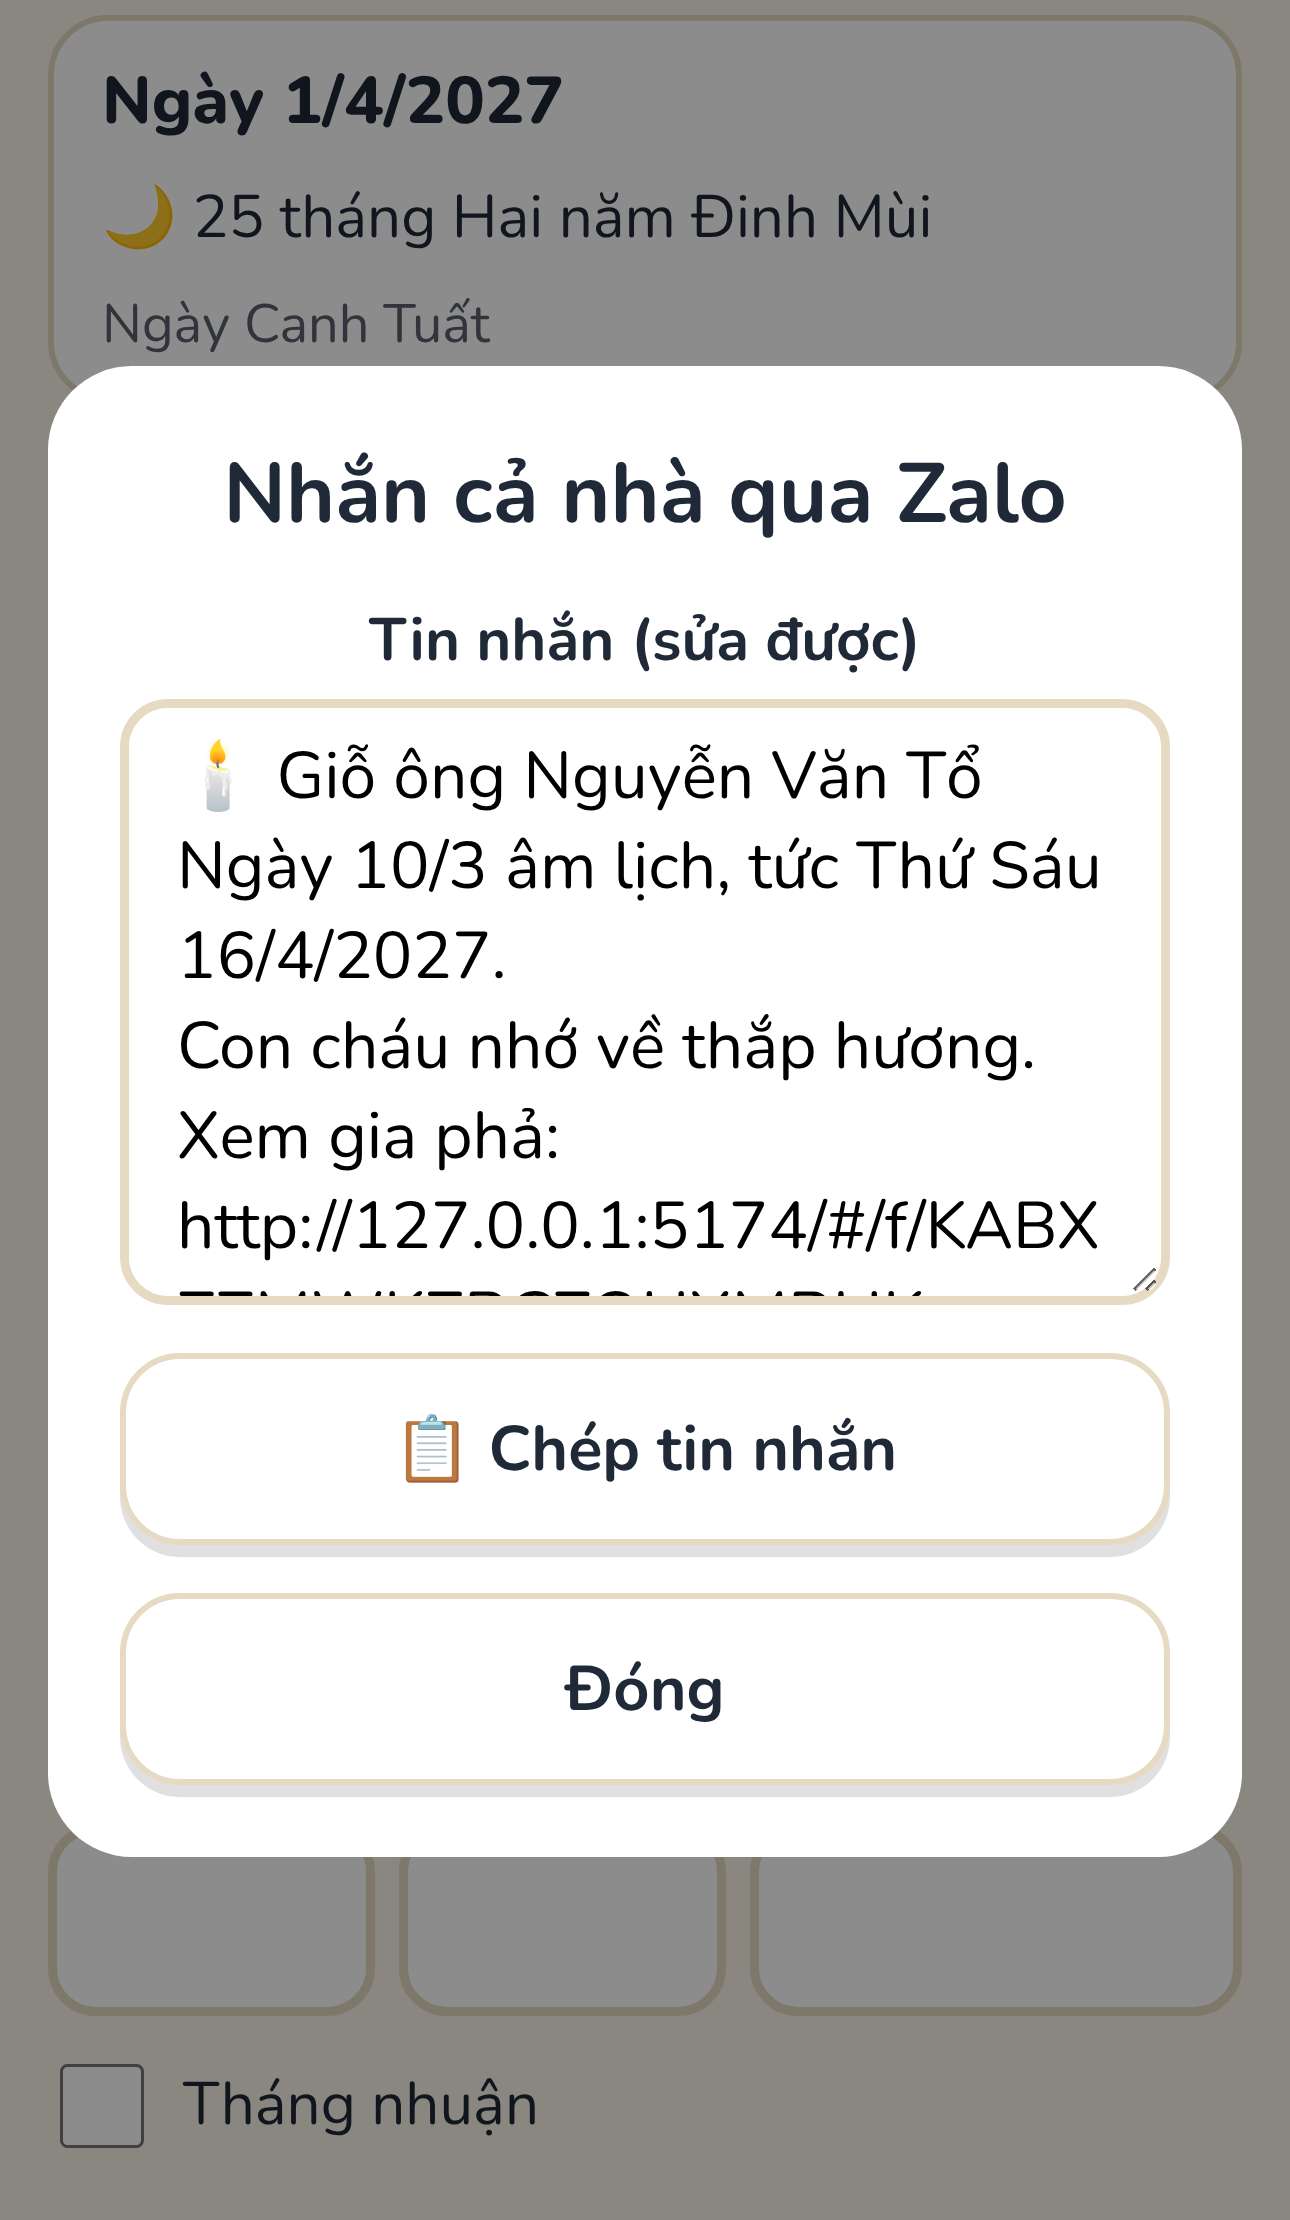 Ngày 1/4/2027
🌙 25 tháng Hai năm Đinh Mùi
Ngày Canh Tuất
Nhắn cả nhà qua Zalo
Tin nhắn (sửa được)
🕯️ Giỗ ông Nguyễn Văn Tổ
Ngày 10/3 âm lịch, tức Thứ Sáu
16/4/2027.
Con cháu nhớ về thắp hương.
Xem gia phả:
http://127.0.0.1:5174/#/f/KABX
📋 Chép tin nhắn
Đóng
Tháng nhuận